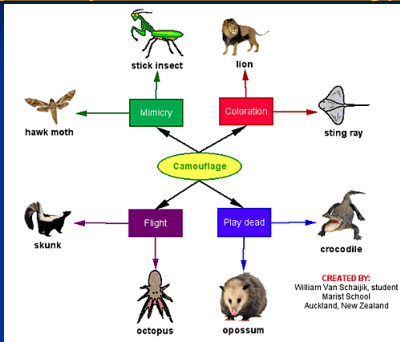 stick insect
lion
Mimicry
Coloration
hawk moth
sting ray
Camouflage
Flight
Play dead
skunk
crocodile
octopus
opossum
CREATED BY:
William Van Schaijik, student
Marist School
Auckland, New Zealand